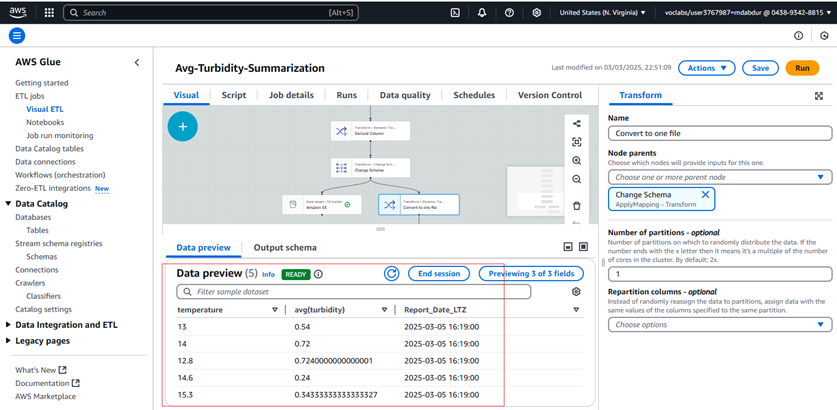 aws
Search [Alt+S]
United States (N. Virginia)
voclabs/user3767987=mdabdur @ 0438-9342-8815
AWS Glue
Getting started
ETL jobs
Visual ETL
Notebooks
Job run monitoring
Data Catalog tables
Data connections
Workflows (orchestration)
Zero-ETL integrations New
Data Catalog
Databases
Tables
Stream schema registries
Schemas
Connections
Crawlers
Classifiers
Catalog settings
Data Integration and ETL
Legacy pages
What's New
Documentation
AWS Marketplace
Avg-Turbidity-Summarization
Last modified on 03/03/2025, 22:51:09
Actions
Save
Run
Visual Script Job details Runs Data quality Schedules Version Control
Transform - Dynamic Tra...
Derived Column
Transform - Change Sch...
Change Schema
Data target - S3 bucket
Amazon S3
Transform - Dynamic Tra...
Convert to one file
Data preview Output schema
Data preview (5) Info READY
End session
Previewing 3 of 3 fields
Filter sample dataset
temperature avg(turbidity) Report_Date_LTZ
13 0.54 2025-03-05 16:19:00
14 0.72 2025-03-05 16:19:00
12.8 0.7240000000000001 2025-03-05 16:19:00
14.6 0.24 2025-03-05 16:19:00
15.3 0.34333333333333327 2025-03-05 16:19:00
Transform
Name
Convert to one file
Node parents
Choose which nodes will provide inputs for this one.
Choose one or more parent node
Change Schema
ApplyMapping - Transform
Number of partitions - optional
Number of partitions on which to randomly distribute the data. If the
number ends with the x letter then it means it's a multiple of the number
of cores in the cluster. By default: 2x.
1
Repartition columns - optional
Instead of randomly reassign the data to partitions, assign data with the
same values of the columns specified to the same partition.
Choose options